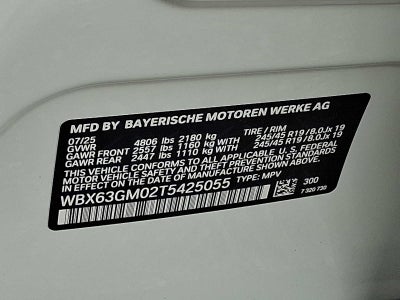 MFD BY BAYERISCHE MOTOREN WERKE AG
07/25 TIRE / RIM
GVWR 4806 lbs 2180 kg 245/45 R19 / 8.0Jx 19
GAWR FRONT 2557 lbs 1160 kg with 245/45 R19 / 8.0Jx 19
GAWR REAR 2447 lbs 1110 kg with
THIS VEHICLE CONFORMS TO ALL APPLICABLE U.S. FEDERAL
MOTOR VEHICLE SAFETY AND THEFT PREVENTION STANDARDS
IN EFFECT ON THE DATE OF MANUFACTURE SHOWN ABOVE.
WBX63GM02T5425055 TYPE: MPV
300
7 320 730